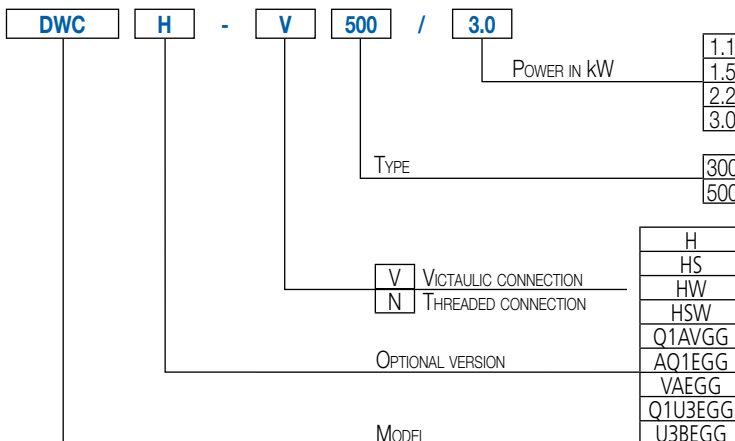 DWC H - V 500 / 3.0
POWER IN KW
1.1
1.5
2.2
3.0
TYPE
300
500
V VICTAULIC CONNECTION
N THREADED CONNECTION
H
HS
HW
HSW
Q1AVGG
OPTIONAL VERSION AQ1EGG
VAEGG
Q1U3EGG
MODEL U3BEGG